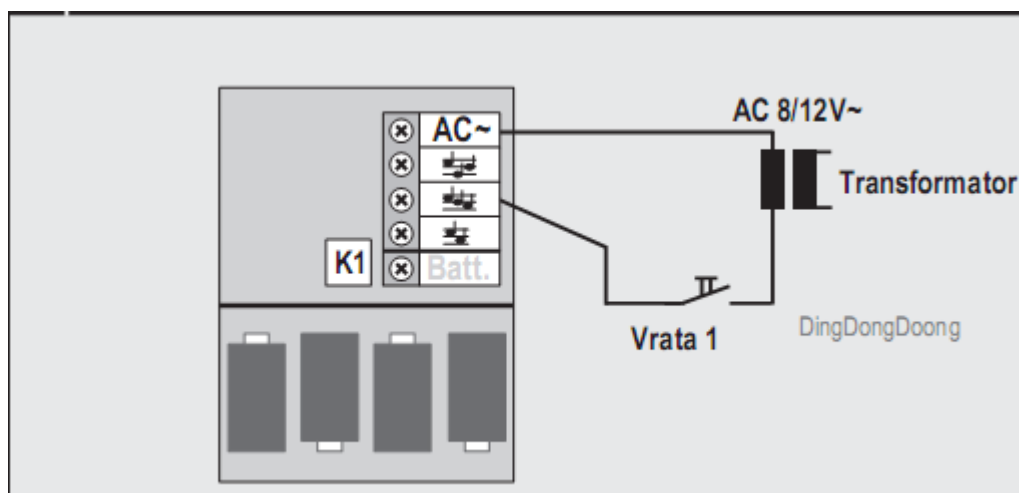 AC 8/12V~
AC~
Transformator
K1
Batt.
Vrata 1
DingDongDoong